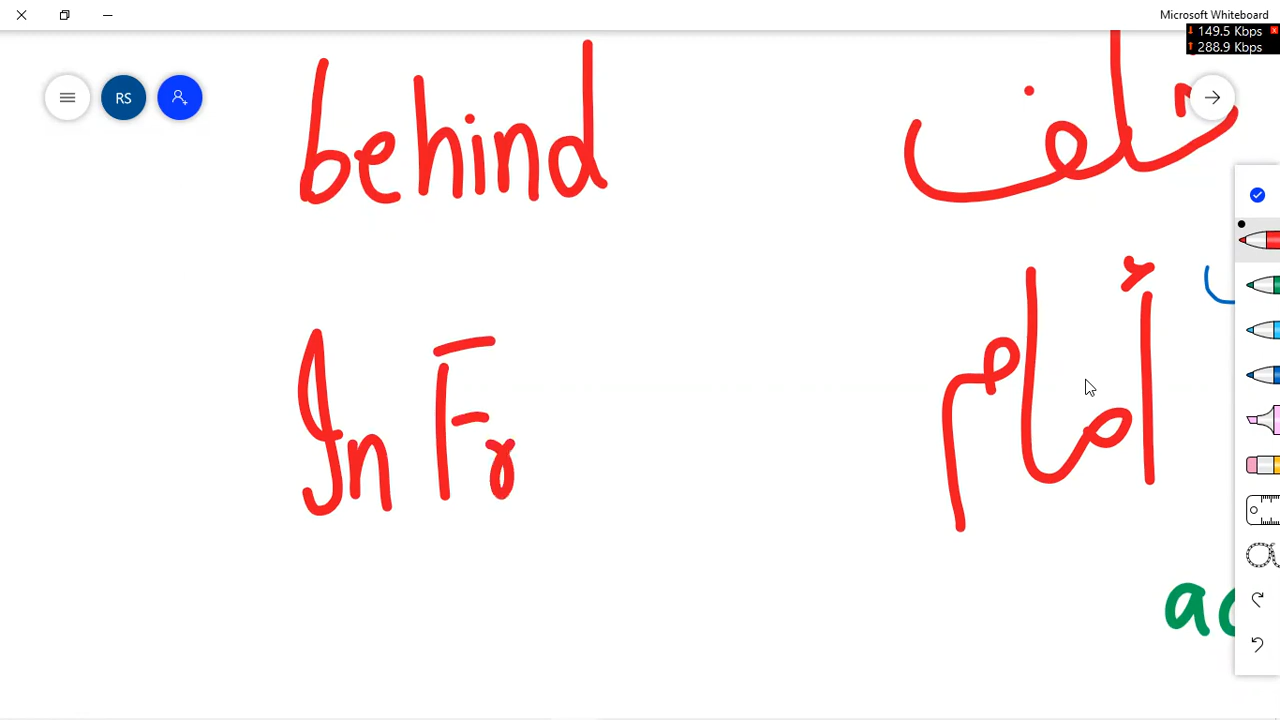 Microsoft Whiteboard
149.5 Kbps
288.9 Kbps
RS
behind خلف
In Fr أمام